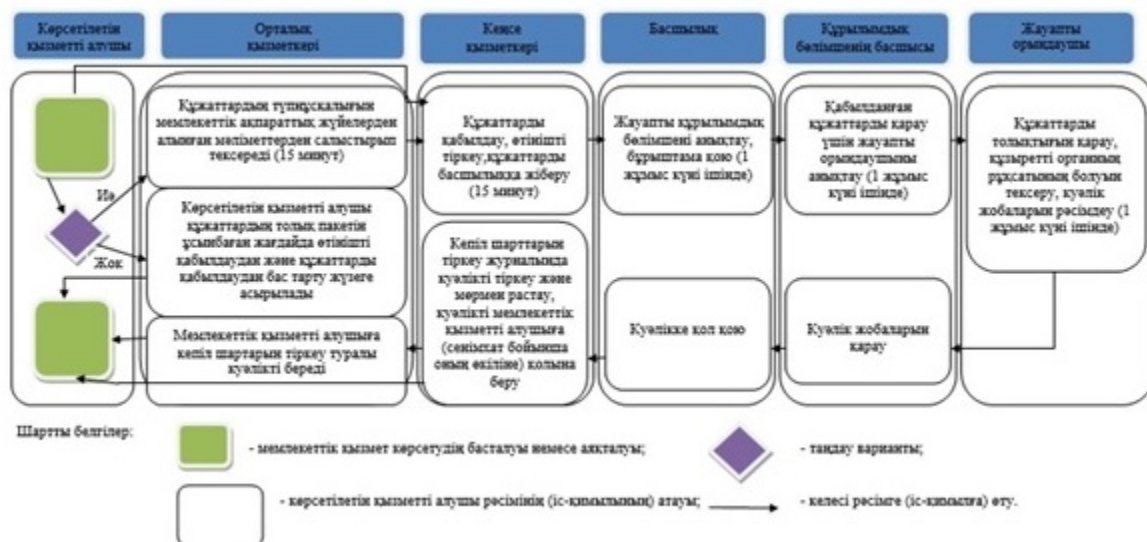 Көрсетілетін
қызметті алушы
Орталық
қызметкері
Кеңсе
қызметкері
Басшылық
Құрылымдық
бөлімшенің басшысы
Жауапты
орындаушы
Құжаттардың түпнұсқалығын
мемлекеттік ақпараттық жүйелерден
алынған мәліметтерден салыстырып
тексереді (15 минут)
Құжаттарды
қабылдау, өтінішті
тіркеу,құжаттарды
басшылыққа жіберу
(15 минут)
Жауапты құрылымдық
бөлімшені анықтау,
бұрыштама қою (1
жұмыс күні ішінде)
Қабылданған
құжаттарды қарау
үшін жауапты
орындаушыны
анықтау (1 жұмыс
күні ішінде)
Құжаттарды
толықтығын қарау,
құзыретті органның
рұқсатының болуын
тексеру, куәлік
жобаларын рәсімдеу (1
жұмыс күні ішінде)
Иә
Жоқ
Көрсетілетін қызметті алушы
құжаттардың толық пакетін
ұсынбаған жағдайда өтінішті
қабылдаудан және құжаттарды
қабылдаудан бас тарту жүзеге
асырылады
Мемлекеттік қызметті алушыға
кепіл шартарын тіркеу туралы
куәлікті береді
Кепіл шарттарын
тіркеу журналында
куәлікті тіркеу және
мөрмен растау,
куәлікті мемлекеттік
қызметті алушыға
(сенімхат бойынша
оның өкіліне) қолына
беру
Куәлікке қол қою
Куәлік жобаларын
қарау
Шартты белгілер:
- мемлекеттік қызмет көрсетудің басталуы немесе аяқталуы;
- таңдау варианты;
- көрсетілетін қызметті алушы рәсімінің (іс-қимылының) атауы;
- келесі рәсімге (іс-қимылға) өту.